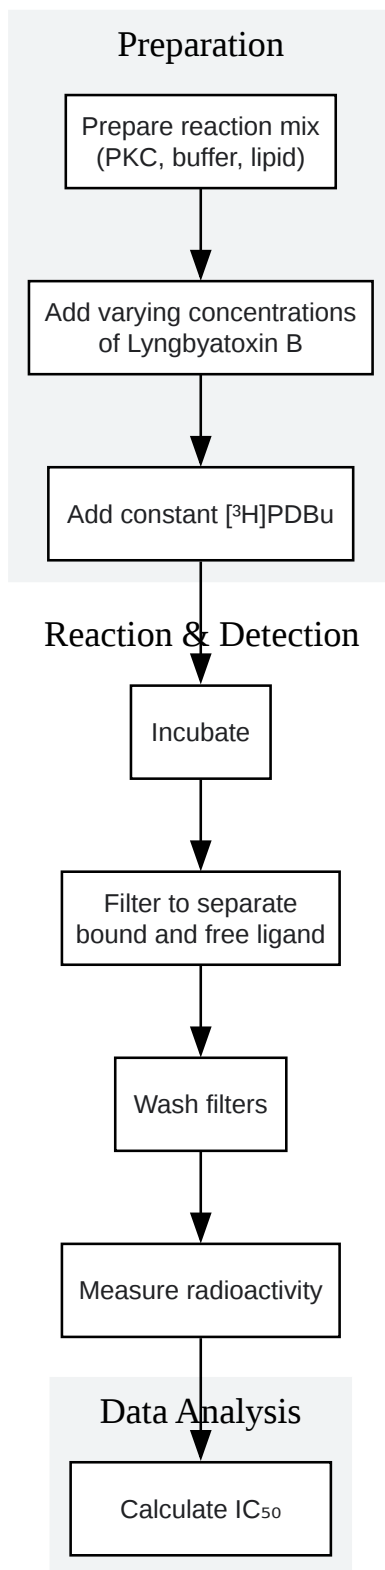 Preparation
Prepare reaction mix
(PKC, buffer, lipid)
Add varying concentrations
of Lyngbyatoxin B
Add constant [³H]PDBu
Reaction & Detection
Incubate
Filter to separate
bound and free ligand
Wash filters
Measure radioactivity
Data Analysis
Calculate IC₅₀